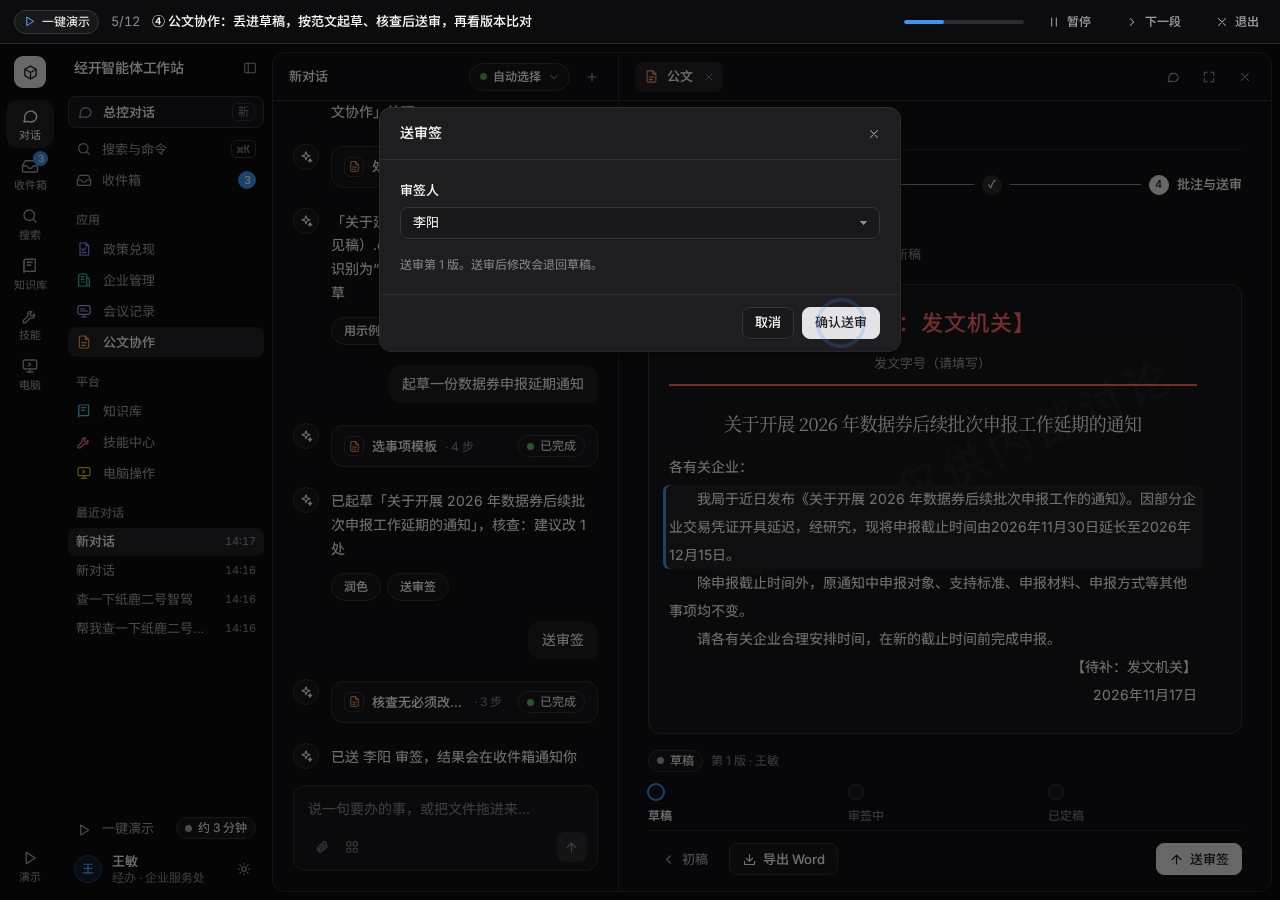 一键演示
5/12
④ 公文协作：丢进草稿，按范文起草、核查后送审，再看版本比对
暂停
下一段
退出
经开智能体工作站
对话
收件箱
3
搜索
知识库
技能
电脑
演示
总控对话
新
搜索与命令
⌘K
收件箱
3
应用
政策兑现
企业管理
会议记录
公文协作
平台
知识库
技能中心
电脑操作
最近对话
新对话 14:17
新对话 14:16
查一下纸鹿二号智驾 14:16
帮我查一下纸鹿二号... 14:16
一键演示
约 3 分钟
王
王敏
经办 · 企业服务处
新对话
自动选择
「关于
见稿）.
识别为“
草
用示例
起草一份数据券申报延期通知
选事项模板 · 4 步
已完成
已起草「关于开展 2026 年数据券后续批
次申报工作延期的通知」，核查：建议改 1
处
润色
送审签
送审签
核查无必须改... · 3 步
已完成
已送 李阳 审签，结果会在收件箱通知你
说一句要办的事，或把文件拖进来...
公文
4
批注与送审
送审签
审签人
李阳
送审第 1 版。送审后修改会退回草稿。
取消
确认送审
：发文机关】
发文字号（请填写）
关于开展 2026 年数据券后续批次申报工作延期的通知
各有关企业：
我局于近日发布《关于开展 2026 年数据券后续批次申报工作的通知》。因部分企
业交易凭证开具延迟，经研究，现将申报截止时间由2026年11月30日延长至2026年
12月15日。
除申报截止时间外，原通知中申报对象、支持标准、申报材料、申报方式等其他
事项均不变。
请各有关企业合理安排时间，在新的截止时间前完成申报。
【待补：发文机关】
2026年11月17日
草稿
第 1 版 · 王敏
草稿
审签中
已定稿
初稿
导出 Word
送审签